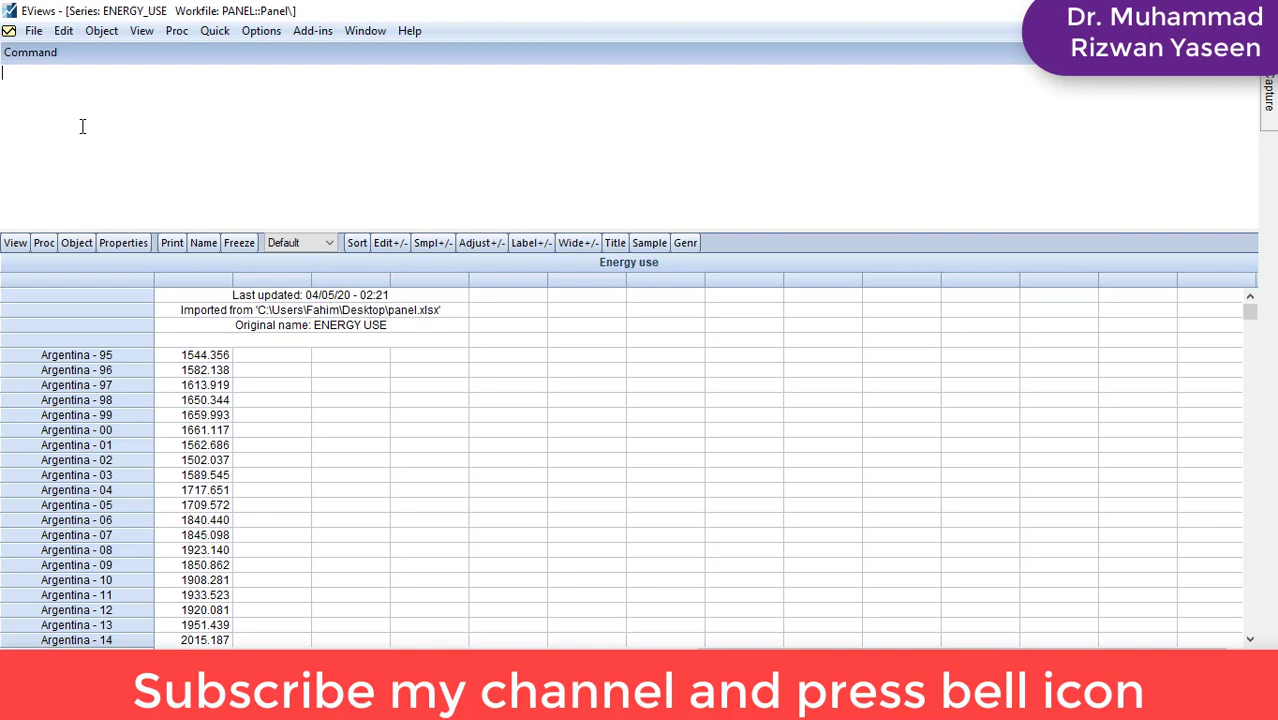 EViews - [Series: ENERGY_USE Workfile: PANEL::Panel\]
Dr. Muhammad
Rizwan Yaseen
File Edit Object View Proc Quick Options Add-ins Window Help
Command
Capture
View Proc Object Properties Print Name Freeze Default Sort Edit+/- Smpl+/- Adjust+/- Label+/- Wide+/- Title Sample Genr
Energy use
Last updated: 04/05/20 - 02:21
Imported from 'C:\Users\Fahim\Desktop\panel.xlsx'
Original name: ENERGY USE
Argentina - 95 1544.356
Argentina - 96 1582.138
Argentina - 97 1613.919
Argentina - 98 1650.344
Argentina - 99 1659.993
Argentina - 00 1661.117
Argentina - 01 1562.686
Argentina - 02 1502.037
Argentina - 03 1589.545
Argentina - 04 1717.651
Argentina - 05 1709.572
Argentina - 06 1840.440
Argentina - 07 1845.098
Argentina - 08 1923.140
Argentina - 09 1850.862
Argentina - 10 1908.281
Argentina - 11 1933.523
Argentina - 12 1920.081
Argentina - 13 1951.439
Argentina - 14 2015.187
Subscribe my channel and press bell icon